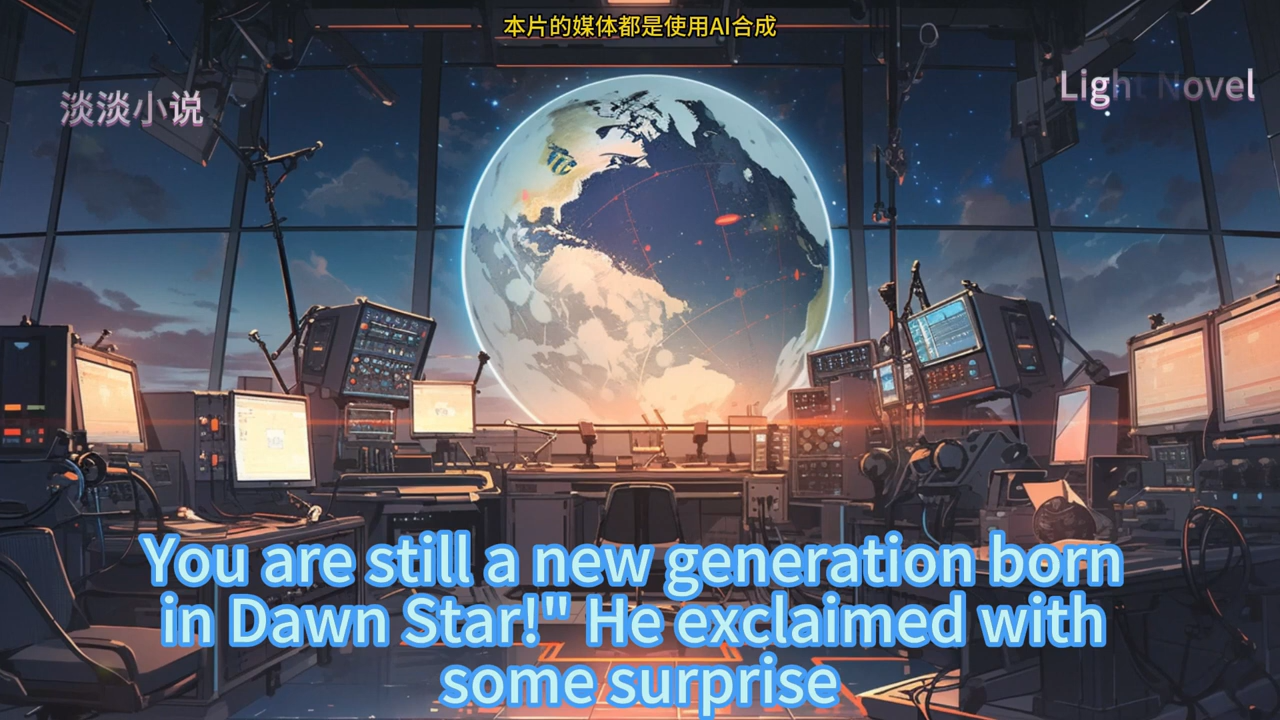 本片的媒体都是使用AI合成
淡淡小说
Light Novel
You are still a new generation born
in Dawn Star!" He exclaimed with
some surprise